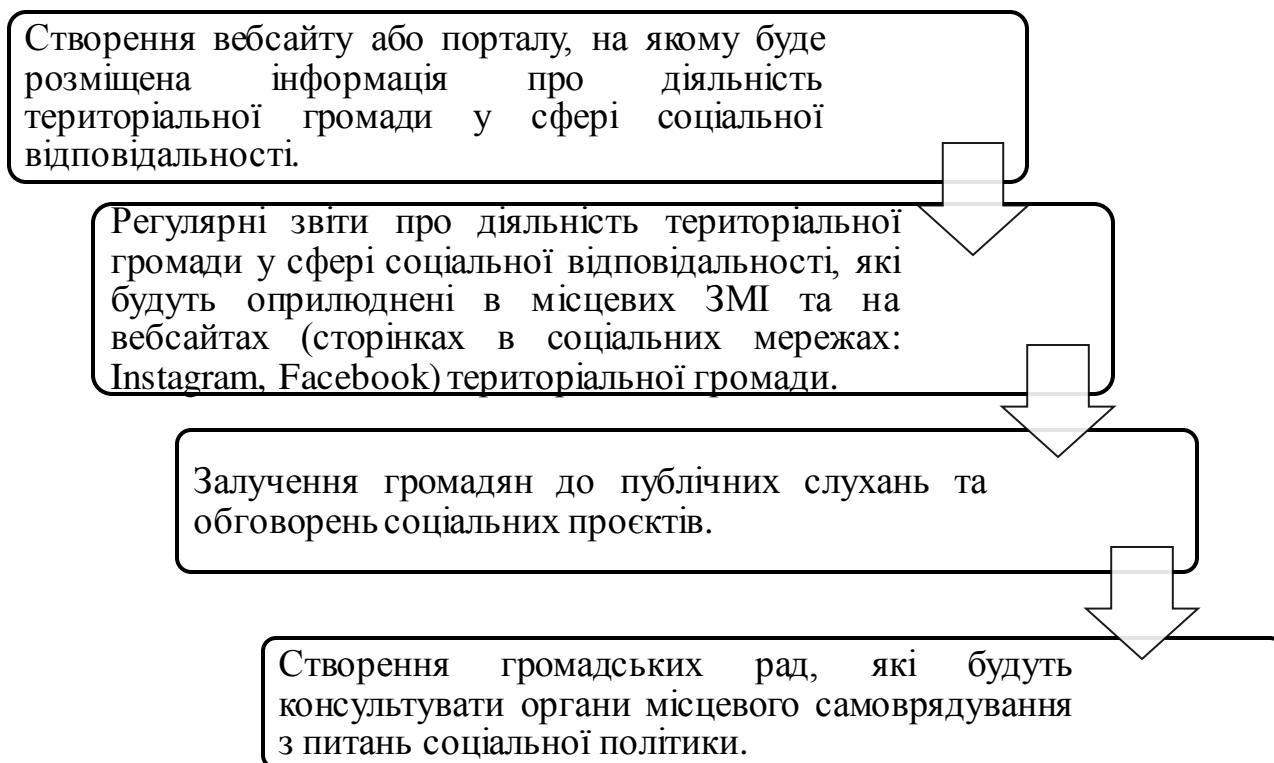 Створення вебсайту або порталу, на якому буде
розміщена інформація про діяльність
територіальної громади у сфері соціальної
відповідальності.
Регулярні звіти про діяльність територіальної
громади у сфері соціальної відповідальності, які
будуть оприлюднені в місцевих ЗМІ та на
вебсайтах (сторінках в соціальних мережах:
Instagram, Facebook) територіальної громади.
Залучення громадян до публічних слухань та
обговорень соціальних проєктів.
Створення громадських рад, які будуть
консультувати органи місцевого самоврядування
з питань соціальної політики.